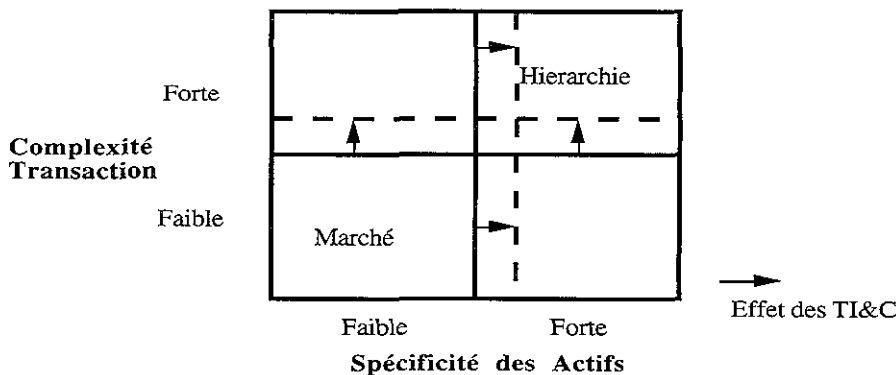 Hierarchie
Forte
Complexité
Transaction
Faible
Marché
Effet des TI&C
Faible
Forte
Spécificité des Actifs